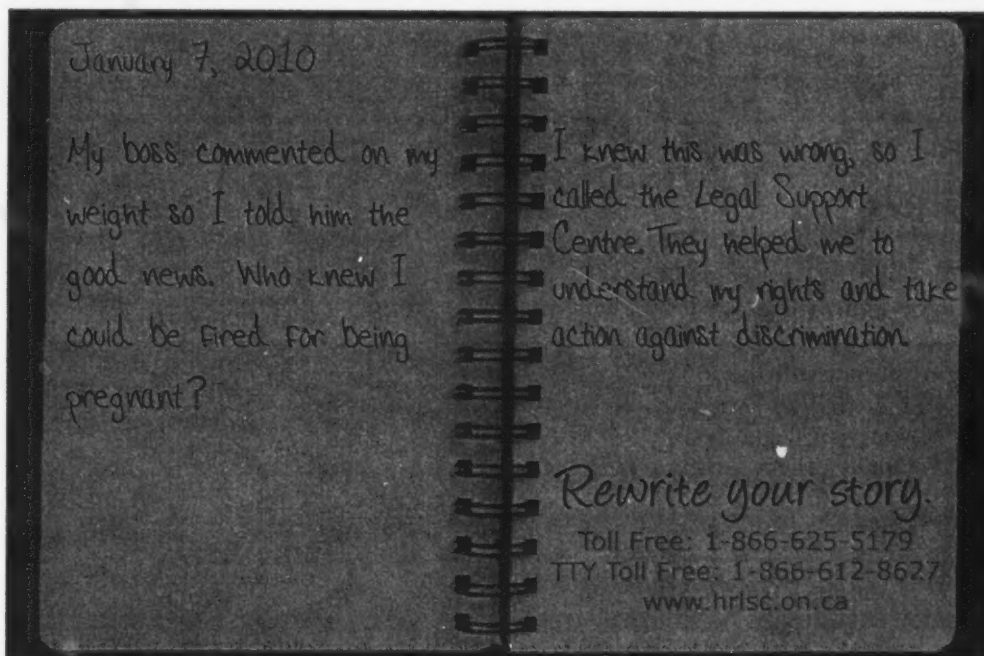 January 7, 2010
My boss commented on my
weight so I told him the
good news. Who knew I
could be fired for being
pregnant?
I knew this was wrong, so I
called the Legal Support
Centre. They helped me to
understand my rights and take
action against discrimination.
Rewrite your story.
Toll Free: 1-866-625-5179
TTY Toll Free: 1-866-612-8627
www.hrlsc.on.ca